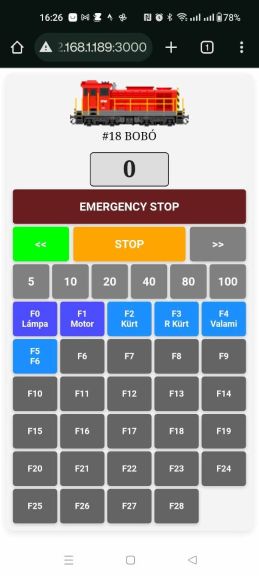 16:26 78%
2.168.1.189:3000 1
#18 BOBÓ
0
EMERGENCY STOP
<< STOP >>
5 10 20 40 80 100
F0 F1 F2 F3 F4
Lámpa Motor Kürt R Kürt Valami
F5
F6 F6 F7 F8 F9
F10 F11 F12 F13 F14
F15 F16 F17 F18 F19
F20 F21 F22 F23 F24
F25 F26 F27 F28